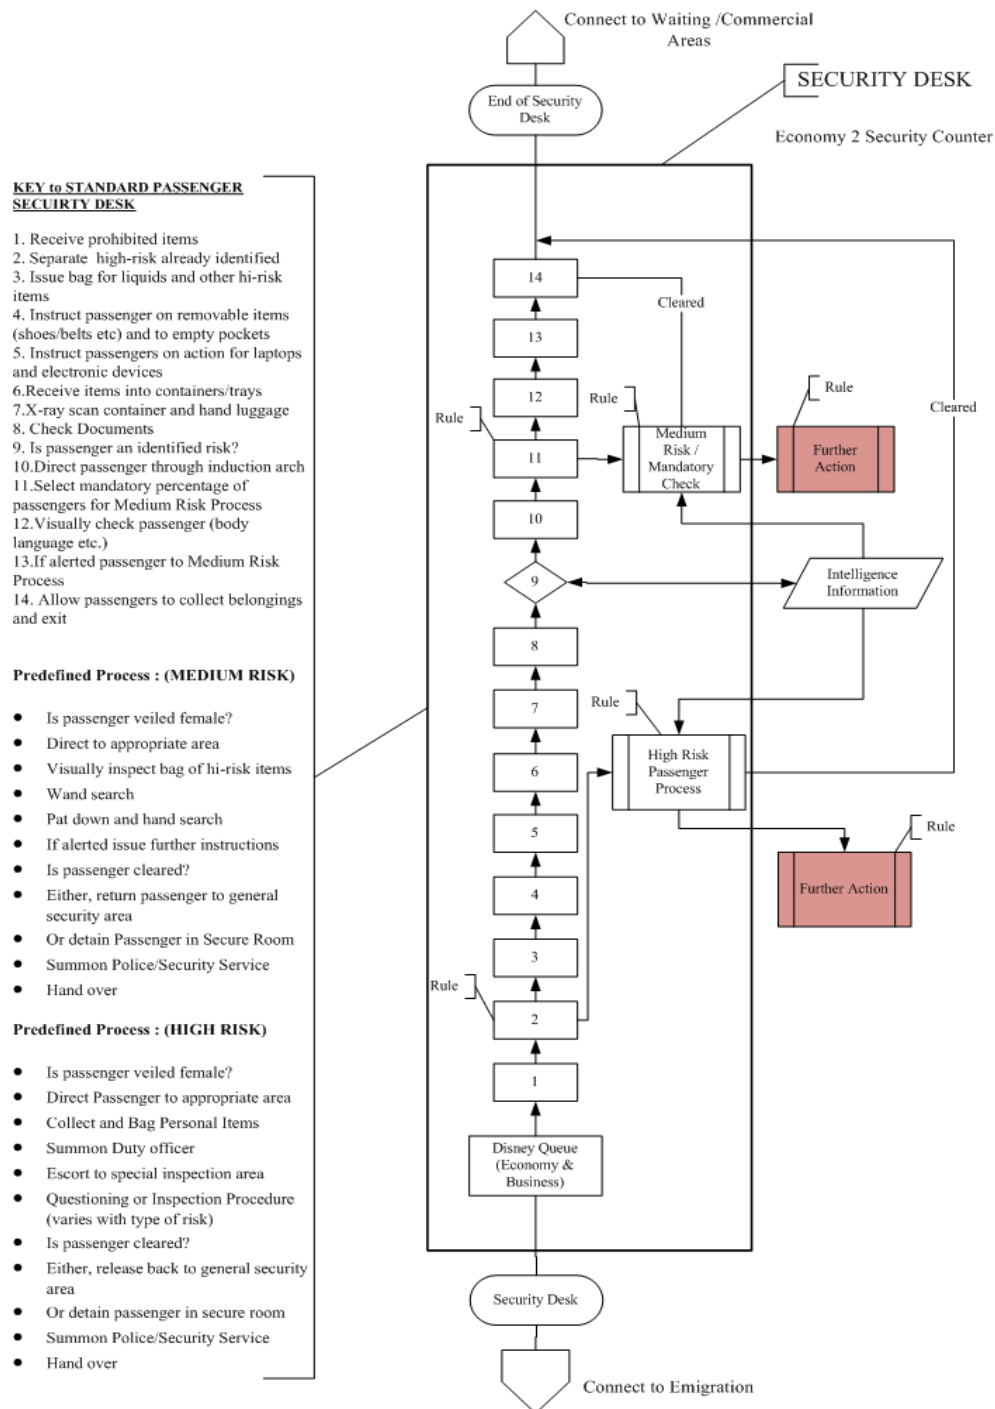 Connect to Waiting /Commercial
Areas
SECURITY DESK
End of Security
Desk
Economy 2 Security Counter
KEY to STANDARD PASSENGER
SECUIRTY DESK
1. Receive prohibited items
2. Separate high-risk already identified
3. Issue bag for liquids and other hi-risk
items
4. Instruct passenger on removable items
(shoes/belts etc) and to empty pockets
5. Instruct passengers on action for laptops
and electronic devices
6.Receive items into containers/trays
7.X-ray scan container and hand luggage
8. Check Documents
9. Is passenger an identified risk?
10.Direct passenger through induction arch
11.Select mandatory percentage of
passengers for Medium Risk Process
12.Visually check passenger (body
language etc.)
13.If alerted passenger to Medium Risk
Process
14. Allow passengers to collect belongings
and exit
Predefined Process : (MEDIUM RISK)
● Is passenger veiled female?
● Direct to appropriate area
● Visually inspect bag of hi-risk items
● Wand search
● Pat down and hand search
● If alerted issue further instructions
● Is passenger cleared?
● Either, return passenger to general
security area
● Or detain Passenger in Secure Room
● Summon Police/Security Service
● Hand over
Predefined Process : (HIGH RISK)
● Is passenger veiled female?
● Direct Passenger to appropriate area
● Collect and Bag Personal Items
● Summon Duty officer
● Escort to special inspection area
● Questioning or Inspection Procedure
(varies with type of risk)
● Is passenger cleared?
● Either, release back to general security
area
● Or detain passenger in secure room
● Summon Police/Security Service
● Hand over
14
Cleared
13
12
Rule
Rule
Rule
Cleared
11
Medium
Risk /
Mandatory
Check
Further
Action
10
9
Intelligence
Information
8
7
Rule
6
High Risk
Passenger
Process
5
Rule
4
Further Action
3
Rule
2
1
Disney Queue
(Economy &
Business)
Security Desk
Connect to Emigration